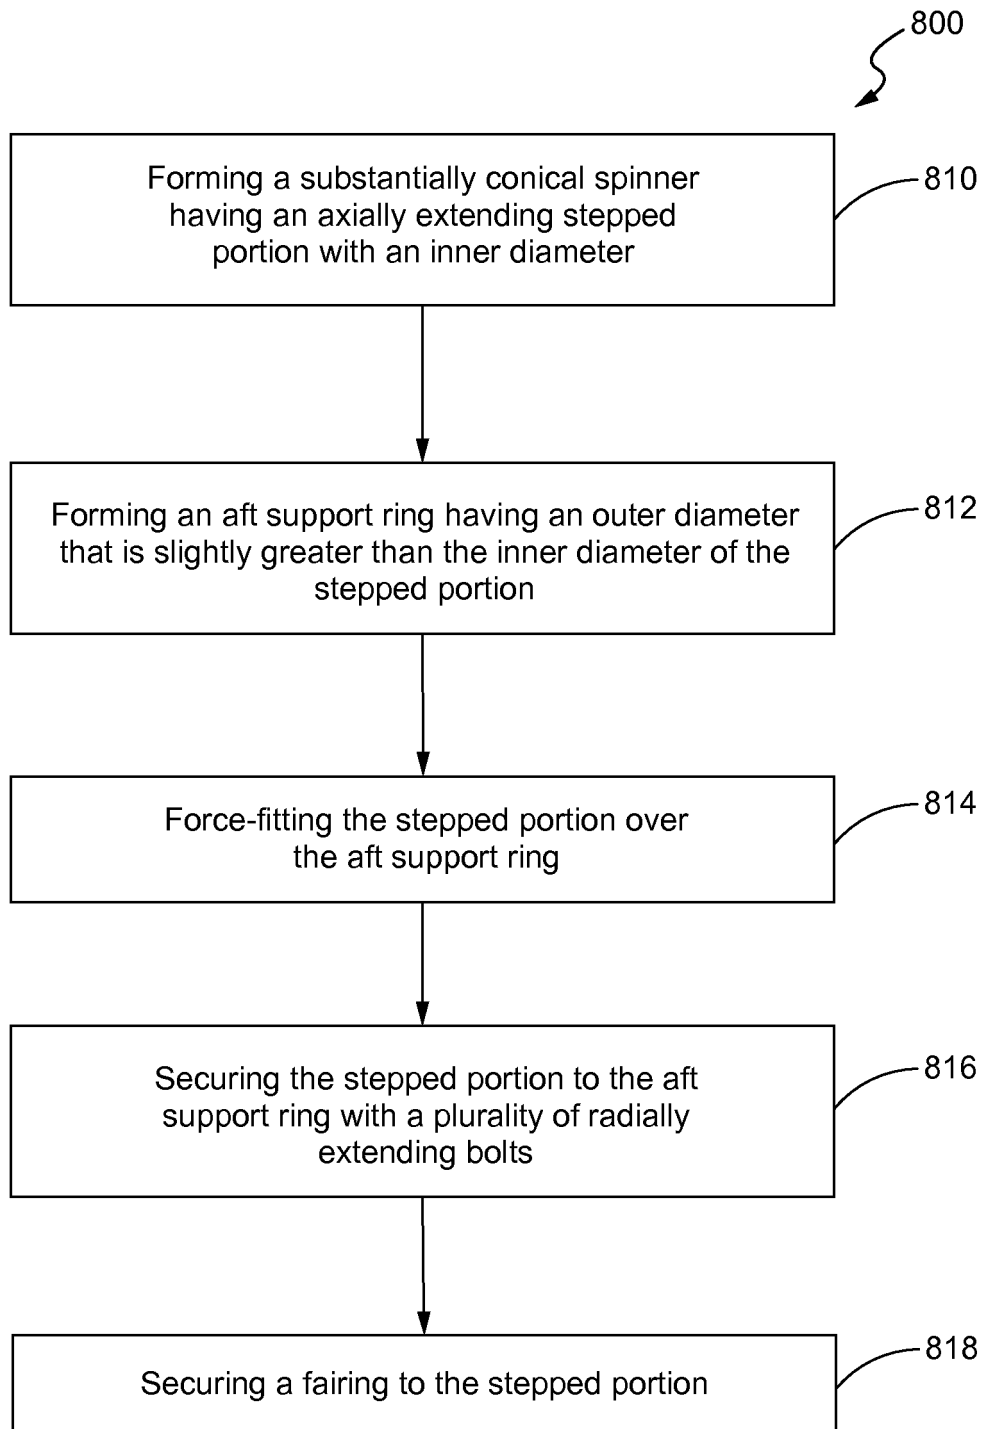 800
Forming a substantially conical spinner
having an axially extending stepped
portion with an inner diameter
810
Forming an aft support ring having an outer diameter
that is slightly greater than the inner diameter of the
stepped portion
812
Force-fitting the stepped portion over
the aft support ring
814
Securing the stepped portion to the aft
support ring with a plurality of radially
extending bolts
816
Securing a fairing to the stepped portion
818